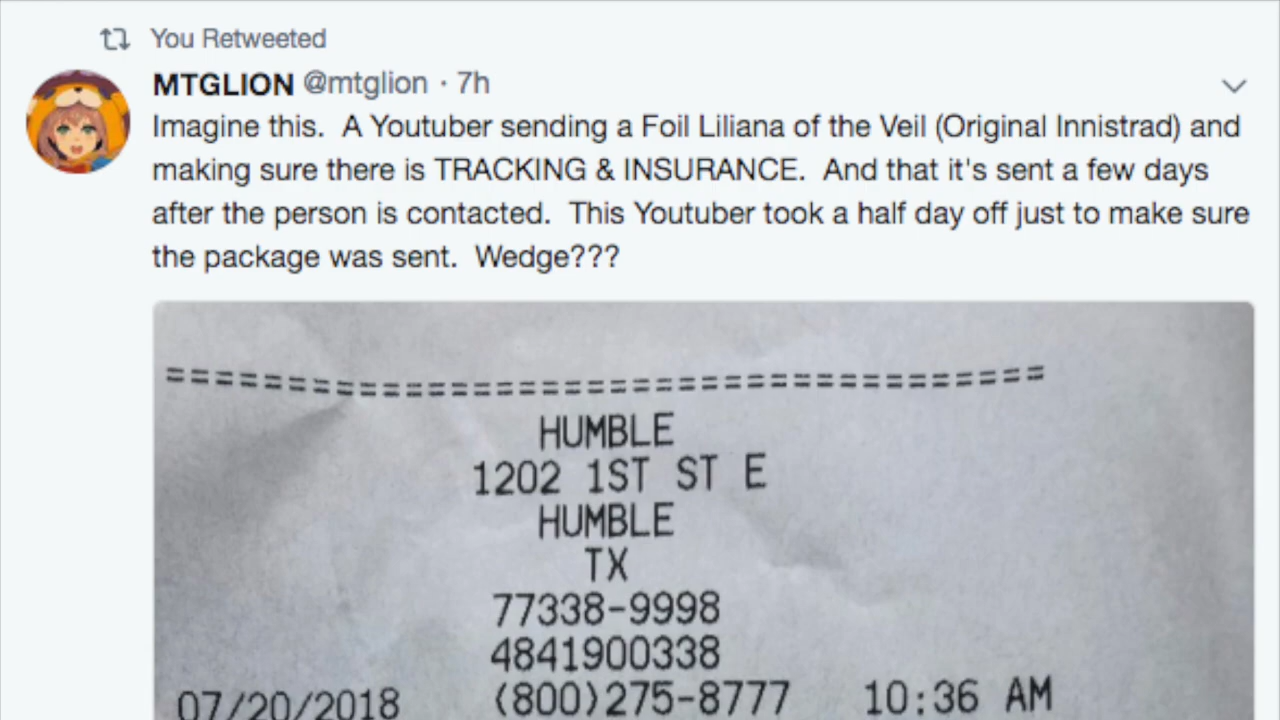 You Retweeted
MTGLION @mtglion · 7h
Imagine this.  A Youtuber sending a Foil Liliana of the Veil (Original Innistrad) and
making sure there is TRACKING & INSURANCE.  And that it's sent a few days
after the person is contacted.  This Youtuber took a half day off just to make sure
the package was sent.  Wedge???
========================================
HUMBLE
1202 1ST ST E
HUMBLE
TX
77338-9998
4841900338
07/20/2018 (800)275-8777 10:36 AM